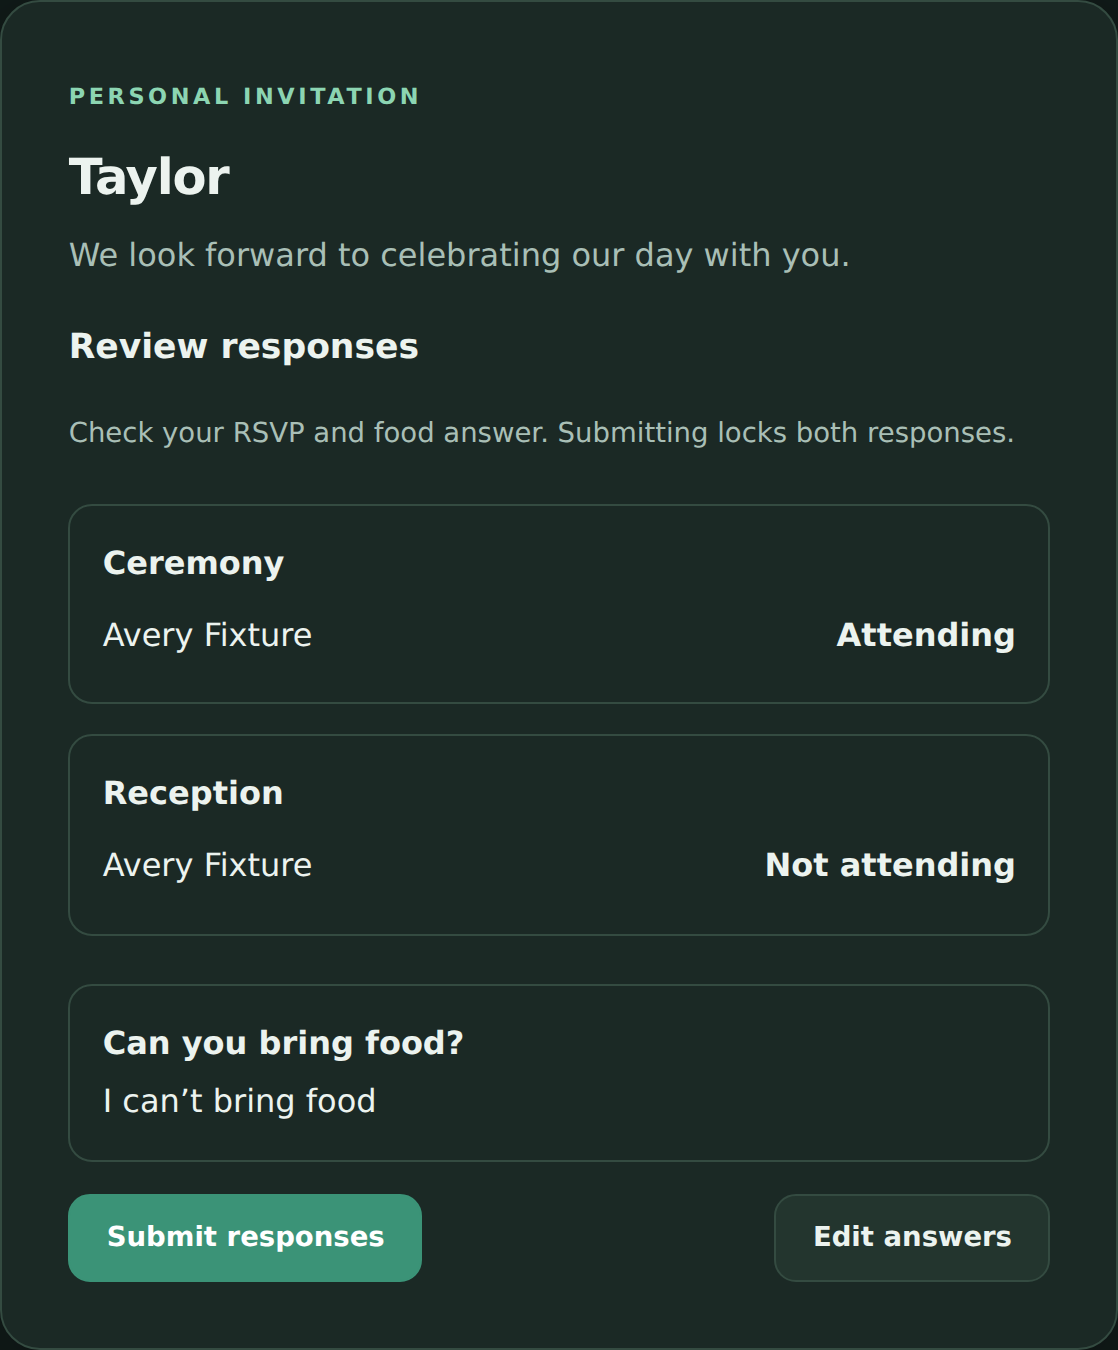 PERSONAL INVITATION
Taylor
We look forward to celebrating our day with you.
Review responses
Check your RSVP and food answer. Submitting locks both responses.
Ceremony
Avery Fixture Attending
Reception
Avery Fixture Not attending
Can you bring food?
I can’t bring food
Submit responses Edit answers